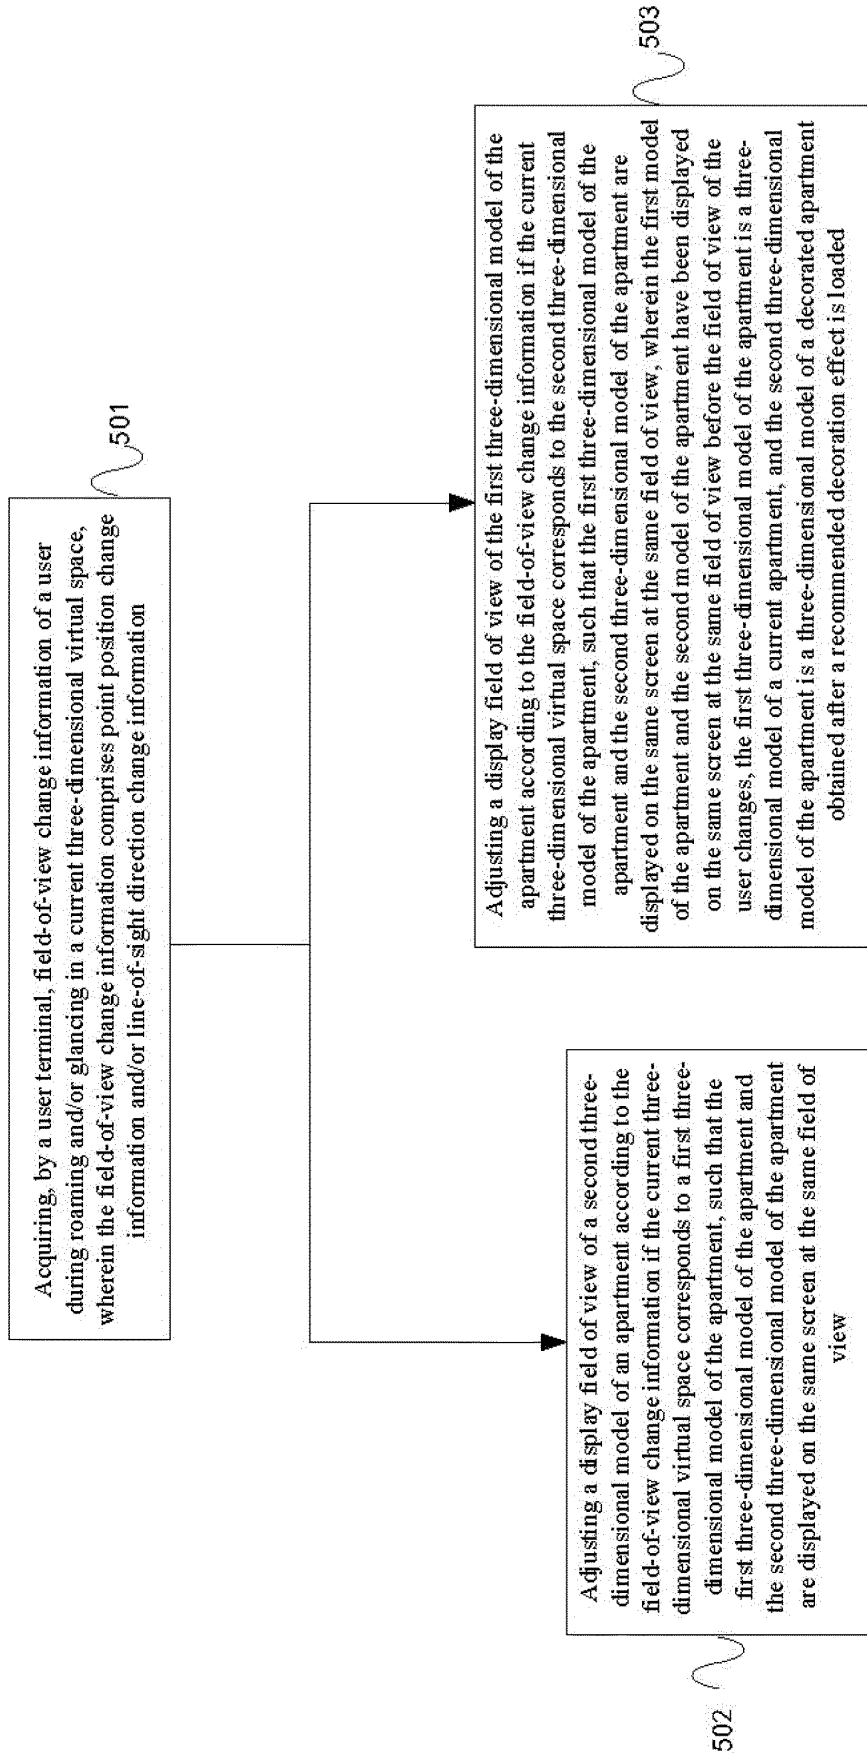 Acquiring, by a user terminal, field-of-view change information of a user
during roaming and/or glancing in a current three-dimensional virtual space,
wherein the field-of-view change information comprises point position change
information and/or line-of-sight direction change information
501
Adjusting a display field of view of a second three-
dimensional model of an apartment according to the
field-of-view change information if the current three-
dimensional virtual space corresponds to a first three-
dimensional model of the apartment, such that the
first three-dimensional model of the apartment and
the second three-dimensional model of the apartment
are displayed on the same screen at the same field of
view
502
Adjusting a display field of view of the first three-dimensional model of the
apartment according to the field-of-view change information if the current
three-dimensional virtual space corresponds to the second three-dimensional
model of the apartment, such that the first three-dimensional model of the
apartment and the second three-dimensional model of the apartment are
displayed on the same screen at the same field of view, wherein the first model
of the apartment and the second model of the apartment have been displayed
on the same screen at the same field of view before the field of view of the
user changes, the first three-dimensional model of the apartment is a three-
dimensional model of a current apartment, and the second three-dimensional
model of the apartment is a three-dimensional model of a decorated apartment
obtained after a recommended decoration effect is loaded
503